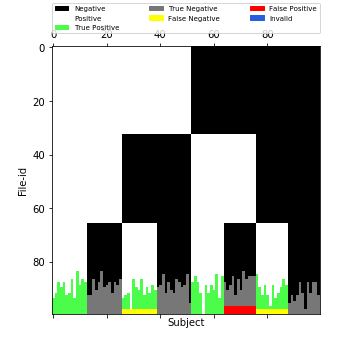 Negative True Negative False Positive
Positive False Negative Invalid
True Positive
0 20 40 60 80
0
20
40
60
80
File-id
Subject